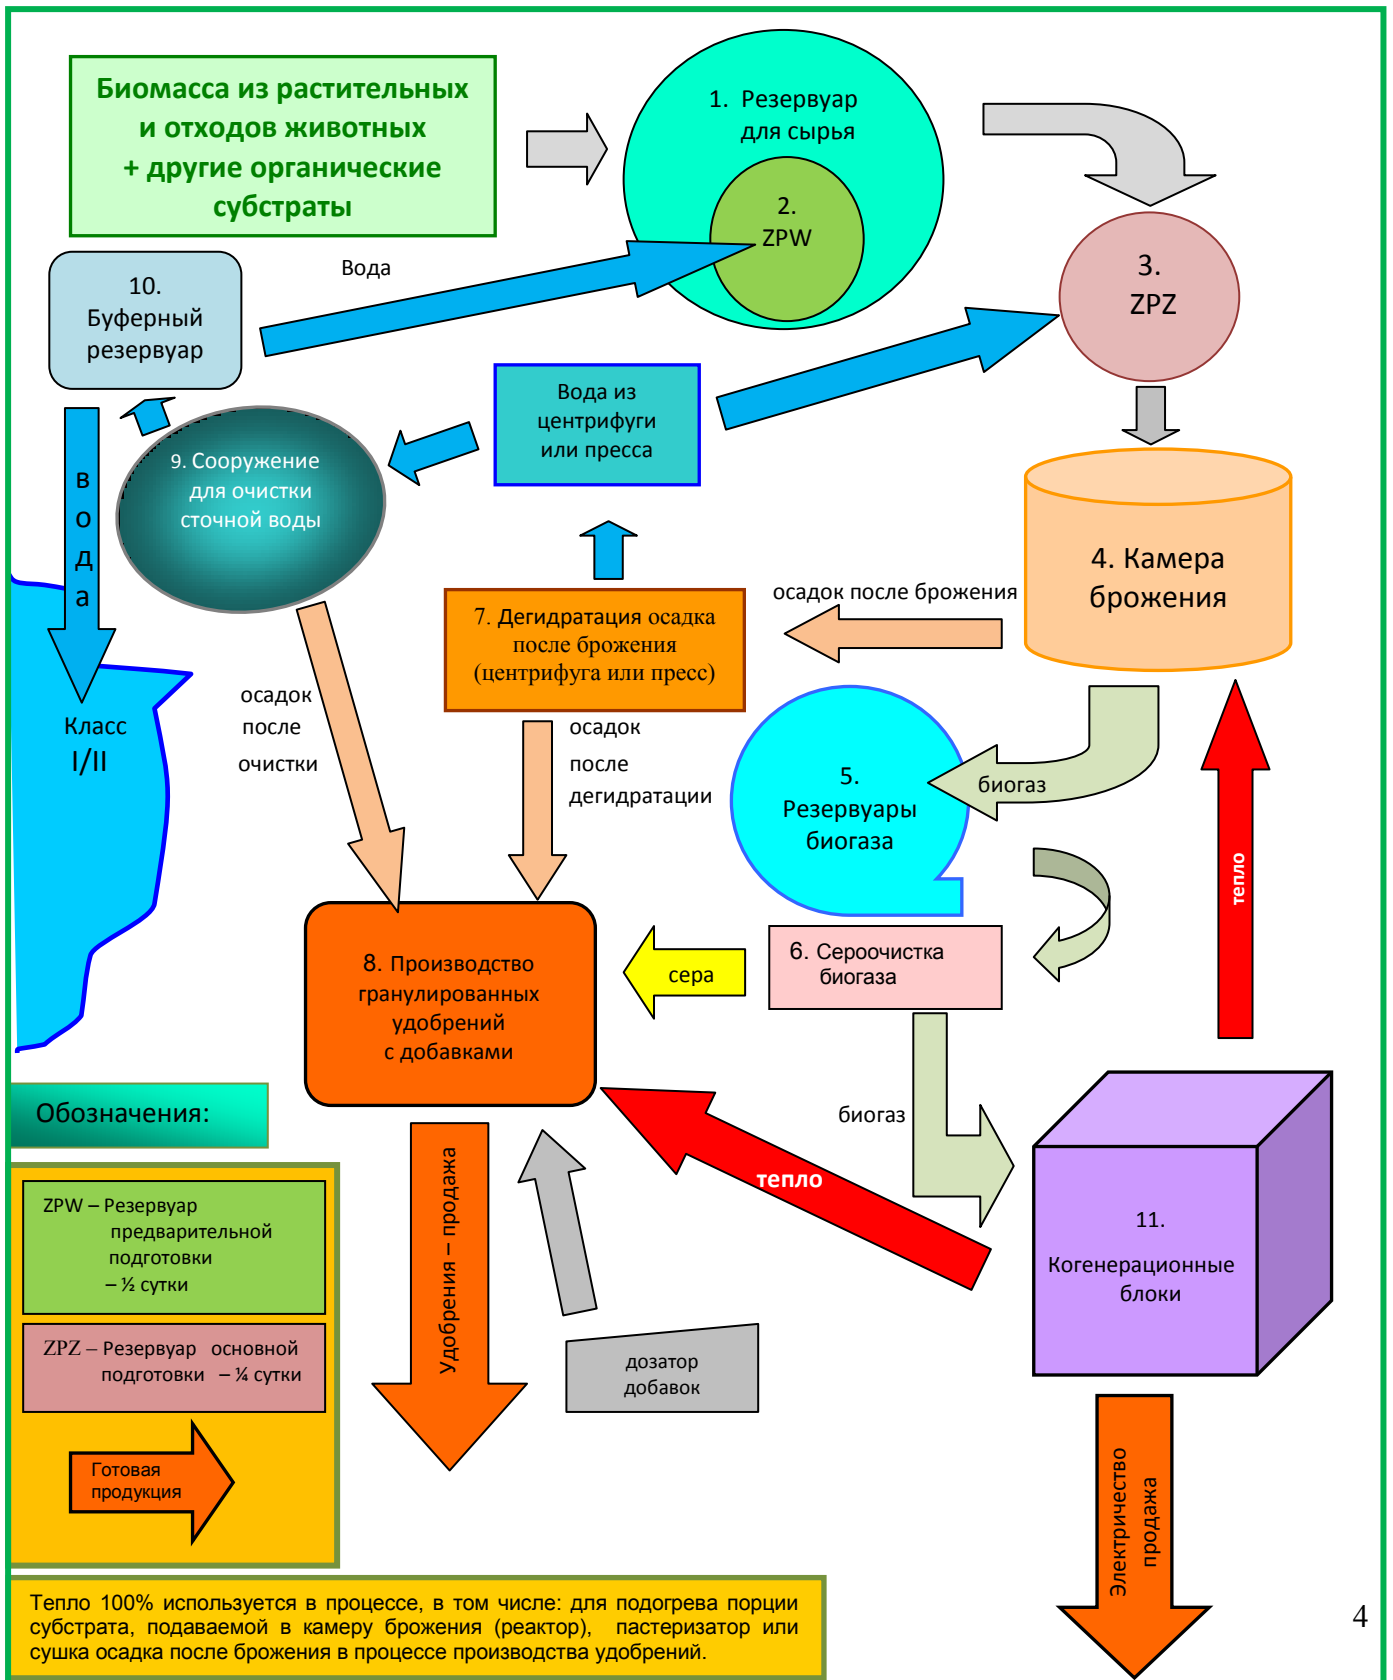 Биомасса из растительных
и отходов животных
+ другие органические
субстраты
1. Резервуар
для сырья
2.
ZPW
3.
ZPZ
10.
Буферный
резервуар
Вода
Вода из
центрифуги
или пресса
9. Сооружение
для очистки
сточной воды
в
о
д
а
4. Камера
брожения
осадок после брожения
7. Дегидратация осадка
после брожения
(центрифуга или пресс)
Класс
I/II
осадок
после
очистки
осадок
после
дегидратации
5.
Резервуары
биогаза
биогаз
тепло
6. Сероочистка
биогаза
сера
8. Производство
гранулированных
удобрений
с добавками
биогаз
тепло
11.
Когенерационные
блоки
Обозначения:
ZPW – Резервуар
предварительной
подготовки
– ½ сутки
ZPZ – Резервуар основной
подготовки – ¼ сутки
Готовая
продукция
Удобрения – продажа
дозатор
добавок
Электричество
продажа
Тепло 100% используется в процессе, в том числе: для подогрева порции
субстрата, подаваемой в камеру брожения (реактор), пастеризатор или
сушка осадка после брожения в процессе производства удобрений.
4